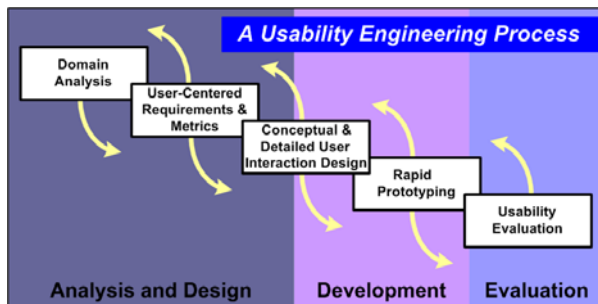 A Usability Engineering Process
Domain
Analysis
User-Centered
Requirements &
Metrics
Conceptual &
Detailed User
Interaction Design
Rapid
Prototyping
Usability
Evaluation
Analysis and Design
Development
Evaluation